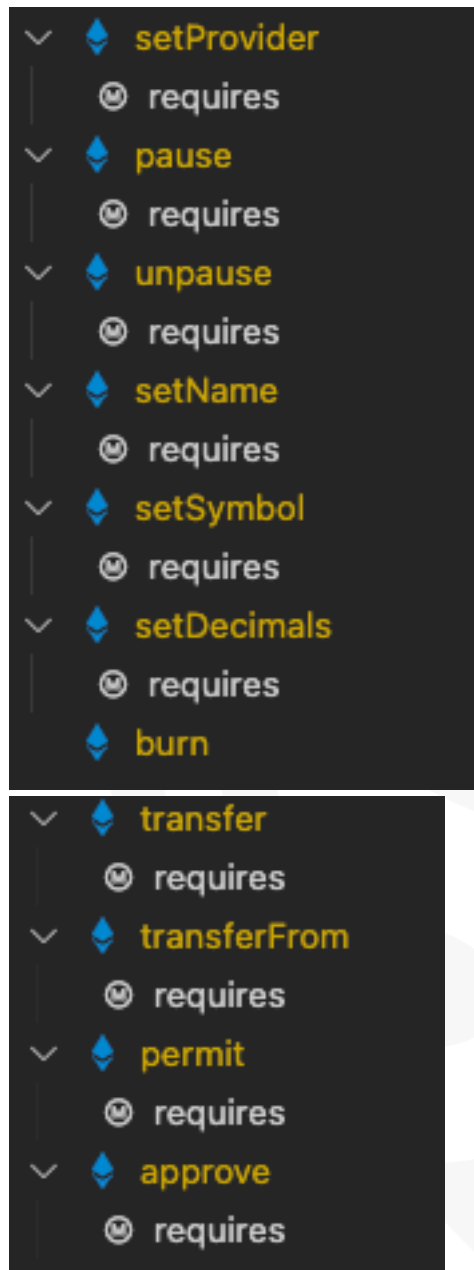 setProvider
requires
pause
requires
unpause
requires
setName
requires
setSymbol
requires
setDecimals
requires
burn
transfer
requires
transferFrom
requires
permit
requires
approve
requires